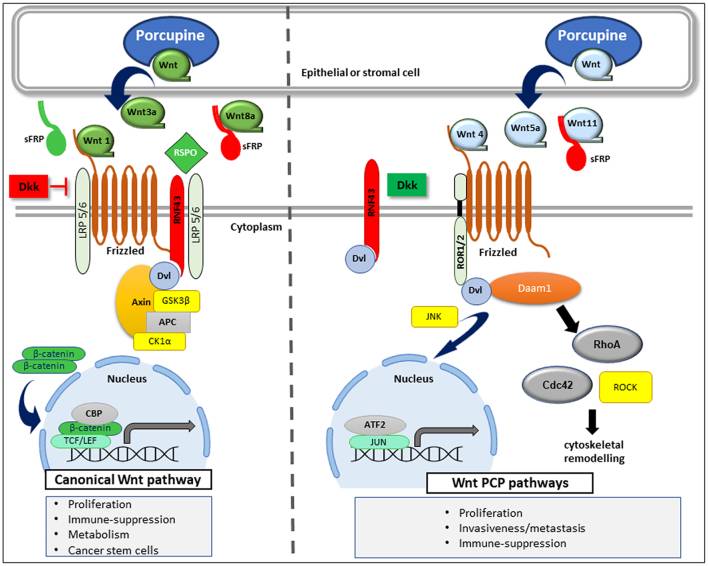 Porcupine
Wnt
Epithelial or stromal cell
Porcupine
Wnt
Wnt3a
Wnt8a
sFRP
Wnt 1
sFRP
RSPO
Dkk
LRP 5/6
RNF43
LRP 5/6
Frizzled
Cytoplasm
Dvl
Axin
GSK3β
APC
CK1α
β-catenin
β-catenin
Nucleus
CBP
β-catenin
TCF/LEF
Canonical Wnt pathway
• Proliferation
• Immune-suppression
• Metabolism
• Cancer stem cells
Wnt 4
Wnt5a
Wnt11
sFRP
RNF43
Dkk
ROR1/2
Frizzled
Dvl
Dvl
Daam1
JNK
RhoA
Cdc42
ROCK
cytoskeletal
remodelling
Nucleus
ATF2
JUN
Wnt PCP pathways
• Proliferation
• Invasiveness/metastasis
• Immune-suppression